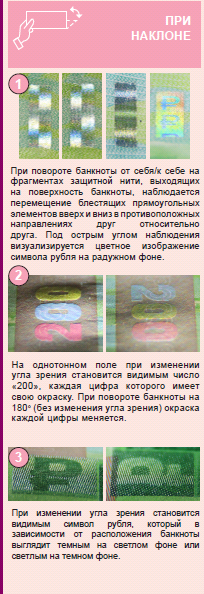 ПРИ
НАКЛОНЕ
1
При повороте банкноты от себя/к себе на
фрагментах защитной нити, выходящих
на поверхность банкноты, наблюдается
перемещение блестящих прямоугольных
элементов вверх и вниз в противоположных
направлениях друг относительно
друга. Под острым углом наблюдения
визуализируется цветное изображение
символа рубля на радужном фоне.
2
На однотонном поле при изменении
угла зрения становится видимым число
«200», каждая цифра которого имеет
свою окраску. При повороте банкноты на
180° (без изменения угла зрения) окраска
каждой цифры меняется.
3
При изменении угла зрения становится
видимым символ рубля, который в
зависимости от расположения банкноты
выглядит темным на светлом фоне или
светлым на темном фоне.